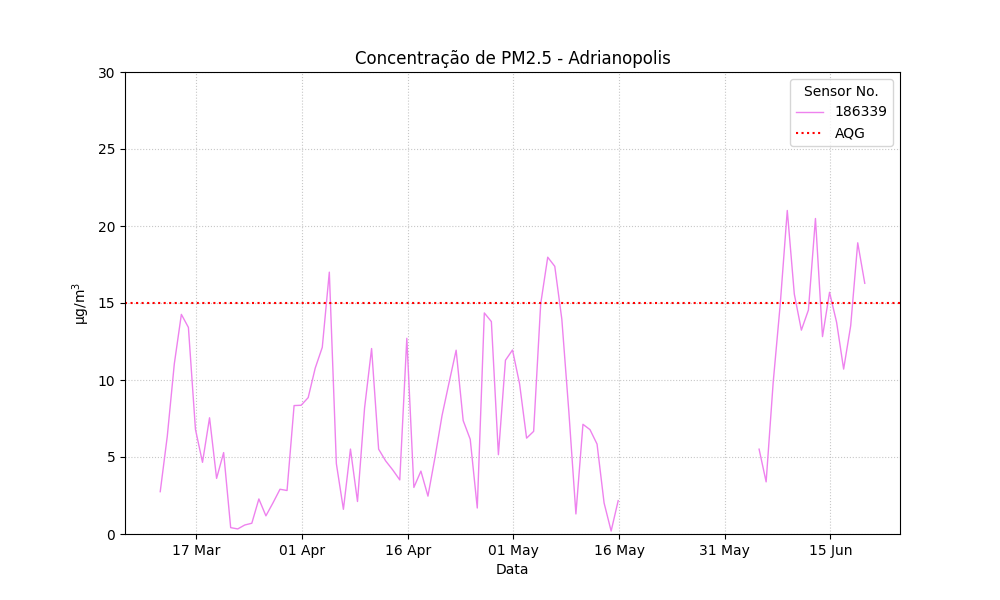 Concentração de PM2.5 - Adrianopolis
Sensor No.
186339
AQG
30
25
20
15
10
5
0
µg/m³
17 Mar
01 Apr
16 Apr
01 May
16 May
31 May
15 Jun
Data